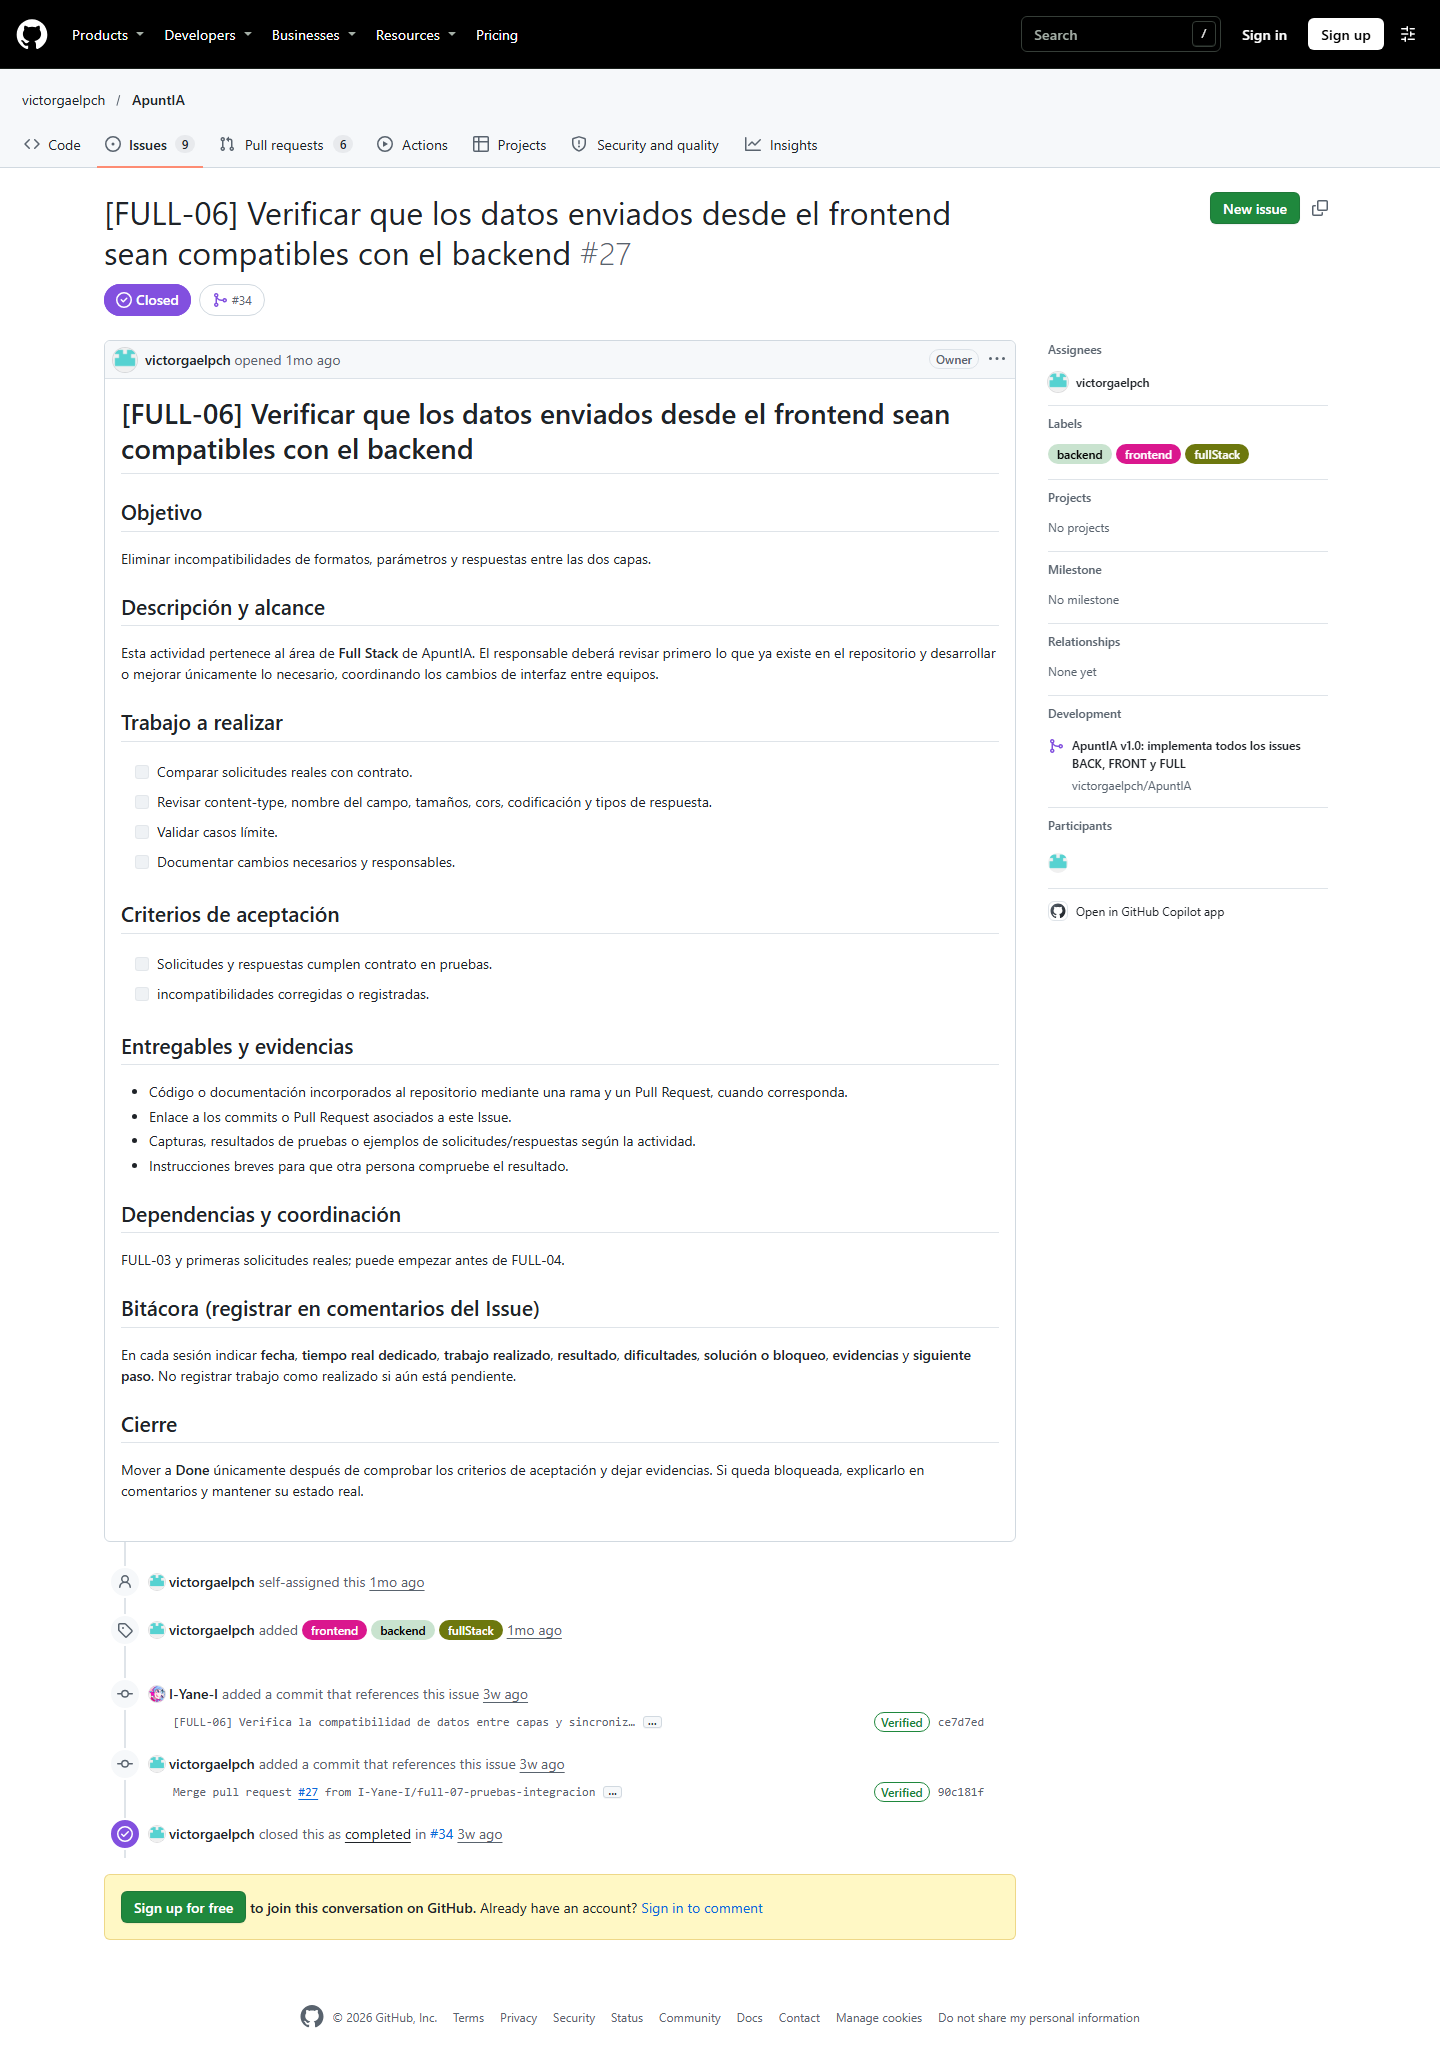 Products Developers Businesses Resources Pricing Search / Sign in Sign up
victorgaelpch / ApuntIA
Code Issues 9 Pull requests 6 Actions Projects Security and quality Insights
[FULL-06] Verificar que los datos enviados desde el frontend
sean compatibles con el backend #27
New issue
Closed #34
victorgaelpch opened 1mo ago Owner
[FULL-06] Verificar que los datos enviados desde el frontend sean
compatibles con el backend
Objetivo
Eliminar incompatibilidades de formatos, parámetros y respuestas entre las dos capas.
Descripción y alcance
Esta actividad pertenece al área de Full Stack de ApuntIA. El responsable deberá revisar primero lo que ya existe en el repositorio y desarrollar
o mejorar únicamente lo necesario, coordinando los cambios de interfaz entre equipos.
Trabajo a realizar
Comparar solicitudes reales con contrato.
Revisar content-type, nombre del campo, tamaños, cors, codificación y tipos de respuesta.
Validar casos límite.
Documentar cambios necesarios y responsables.
Criterios de aceptación
Solicitudes y respuestas cumplen contrato en pruebas.
incompatibilidades corregidas o registradas.
Entregables y evidencias
Código o documentación incorporados al repositorio mediante una rama y un Pull Request, cuando corresponda.
Enlace a los commits o Pull Request asociados a este Issue.
Capturas, resultados de pruebas o ejemplos de solicitudes/respuestas según la actividad.
Instrucciones breves para que otra persona compruebe el resultado.
Dependencias y coordinación
FULL-03 y primeras solicitudes reales; puede empezar antes de FULL-04.
Bitácora (registrar en comentarios del Issue)
En cada sesión indicar fecha, tiempo real dedicado, trabajo realizado, resultado, dificultades, solución o bloqueo, evidencias y siguiente
paso. No registrar trabajo como realizado si aún está pendiente.
Cierre
Mover a Done únicamente después de comprobar los criterios de aceptación y dejar evidencias. Si queda bloqueada, explicarlo en
comentarios y mantener su estado real.
victorgaelpch self-assigned this 1mo ago
victorgaelpch added frontend backend fullStack 1mo ago
I-Yane-I added a commit that references this issue 3w ago
[FULL-06] Verifica la compatibilidad de datos entre capas y sincroniz… … Verified ce7d7ed
victorgaelpch added a commit that references this issue 3w ago
Merge pull request #27 from I-Yane-I/full-07-pruebas-integracion … Verified 90c181f
victorgaelpch closed this as completed in #34 3w ago
Sign up for free to join this conversation on GitHub. Already have an account? Sign in to comment
Assignees
victorgaelpch
Labels
backend frontend fullStack
Projects
No projects
Milestone
No milestone
Relationships
None yet
Development
ApuntIA v1.0: implementa todos los issues
BACK, FRONT y FULL
victorgaelpch/ApuntIA
Participants
Open in GitHub Copilot app
© 2026 GitHub, Inc. Terms Privacy Security Status Community Docs Contact Manage cookies Do not share my personal information